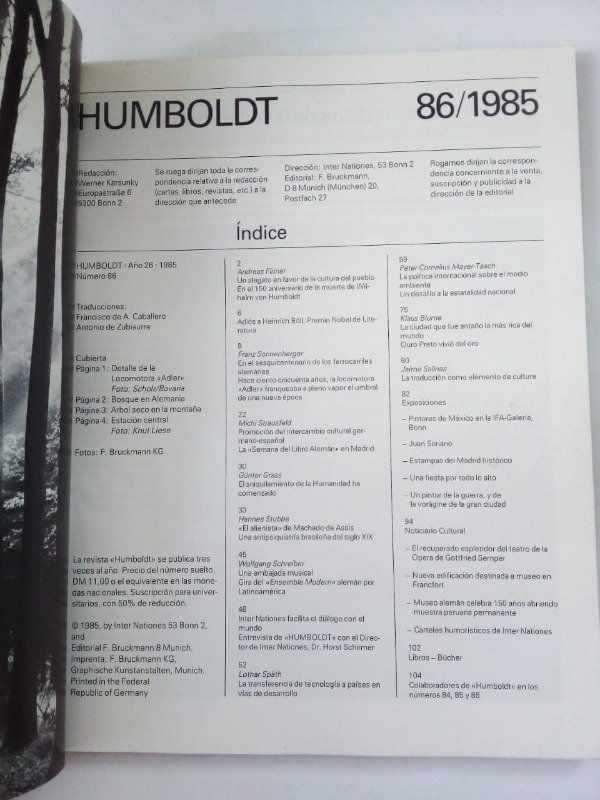 HUMBOLDT
86/1985
Redacción:
Werner Karsunky
Europastraße 6
5300 Bonn 2
Se ruega dirijan toda la corres-
pondencia relativa a la redacción
(cartas, libros, revistas, etc.) a la
dirección que antecede
Dirección: Inter Nationes, 53 Bonn 2
Editorial: F. Bruckmann,
D 8 Munich (München) 20,
Postfach 27
Rogamos dirijan la correspon-
dencia concerniente a la venta,
suscripción y publicidad a la
dirección de la editorial
Índice
HUMBOLDT · Año 26 · 1985
Número 86
Traducciones:
Francisco de A. Caballero
Antonio de Zubiaurre
Cubierta
Página 1: Detalle de la
Locomotora «Adler»
Foto: Scholz/Bavaria
Página 2: Bosque en Alemania
Página 3: Arbol seco en la montaña
Página 4: Estación central
Foto: Knut Liese
Fotos: F. Bruckmann KG
La revista «Humboldt» se publica tres
veces al año. Precio del número suelto,
DM 11,00 o el equivalente en las mone-
das nacionales. Suscripción para univer-
sitarios, con 50% de reducción.
© 1985, by Inter Nationes 53 Bonn 2,
and
Editorial F. Bruckmann 8 Munich.
Imprenta: F. Bruckmann KG,
Graphische Kunstanstalten, Munich.
Printed in the Federal
Republic of Germany
2
Andreas Flitner
Un alegato en favor de la cultura del pueblo
En el 150 aniversario de la muerte de Wil-
helm von Humboldt
6
Adiós a Heinrich Böll, Premio Nobel de Lite-
ratura
8
Franz Sonnenberger
En el sesquicentenario de los ferrocarriles
alemanes
Hace ciento cincuenta años, la locomotora
«Adler» franqueaba a pleno vapor el umbral
de una nueva época
22
Michi Strausfeld
Promoción del intercambio cultural ger-
mano-español
La «Semana del Libro Alemán» en Madrid
30
Günter Grass
El aniquilamiento de la Humanidad ha
comenzado
33
Hannes Stubbe
«El alienista» de Machado de Assis
Una antipsiquiatría brasileña del siglo XIX
45
Wolfgang Schreiber
Una embajada musical
Gira del «Ensemble Modern» alemán por
Latinoamérica
48
Inter Nationes facilita el diálogo con el
mundo
Entrevista de «HUMBOLDT» con el Direc-
tor de Inter Nationes, Dr. Horst Schirmer
52
Lothar Späth
La transferencia de tecnología a países en
vías de desarrollo
59
Peter Cornelius Mayer-Tasch
La política internacional sobre el medio
ambiente
Un desafío a la estatalidad nacional
75
Klaus Blume
La ciudad que fue antaño la más rica del
mundo
Ouro Preto vivió del oro
80
Jaime Salinas
La traducción como elemento de cultura
82
Exposiciones
– Pintores de México en la IFA-Galería,
Bonn
– Juan Soriano
– Estampas del Madrid histórico
– Una fiesta por todo lo alto
– Un pintor de la guerra, y de
la vorágine de la gran ciudad
94
Noticiario Cultural
– El recuperado esplendor del teatro de la
Opera de Gottfried Semper
– Nueva edificación destinada a museo en
Francfort
– Museo alemán celebra 150 años abriendo
muestra peruana permanente
– Carteles humorísticos de Inter Nationes
102
Libros – Bücher
104
Colaboradores de «Humboldt» en los
números 84, 85 y 86